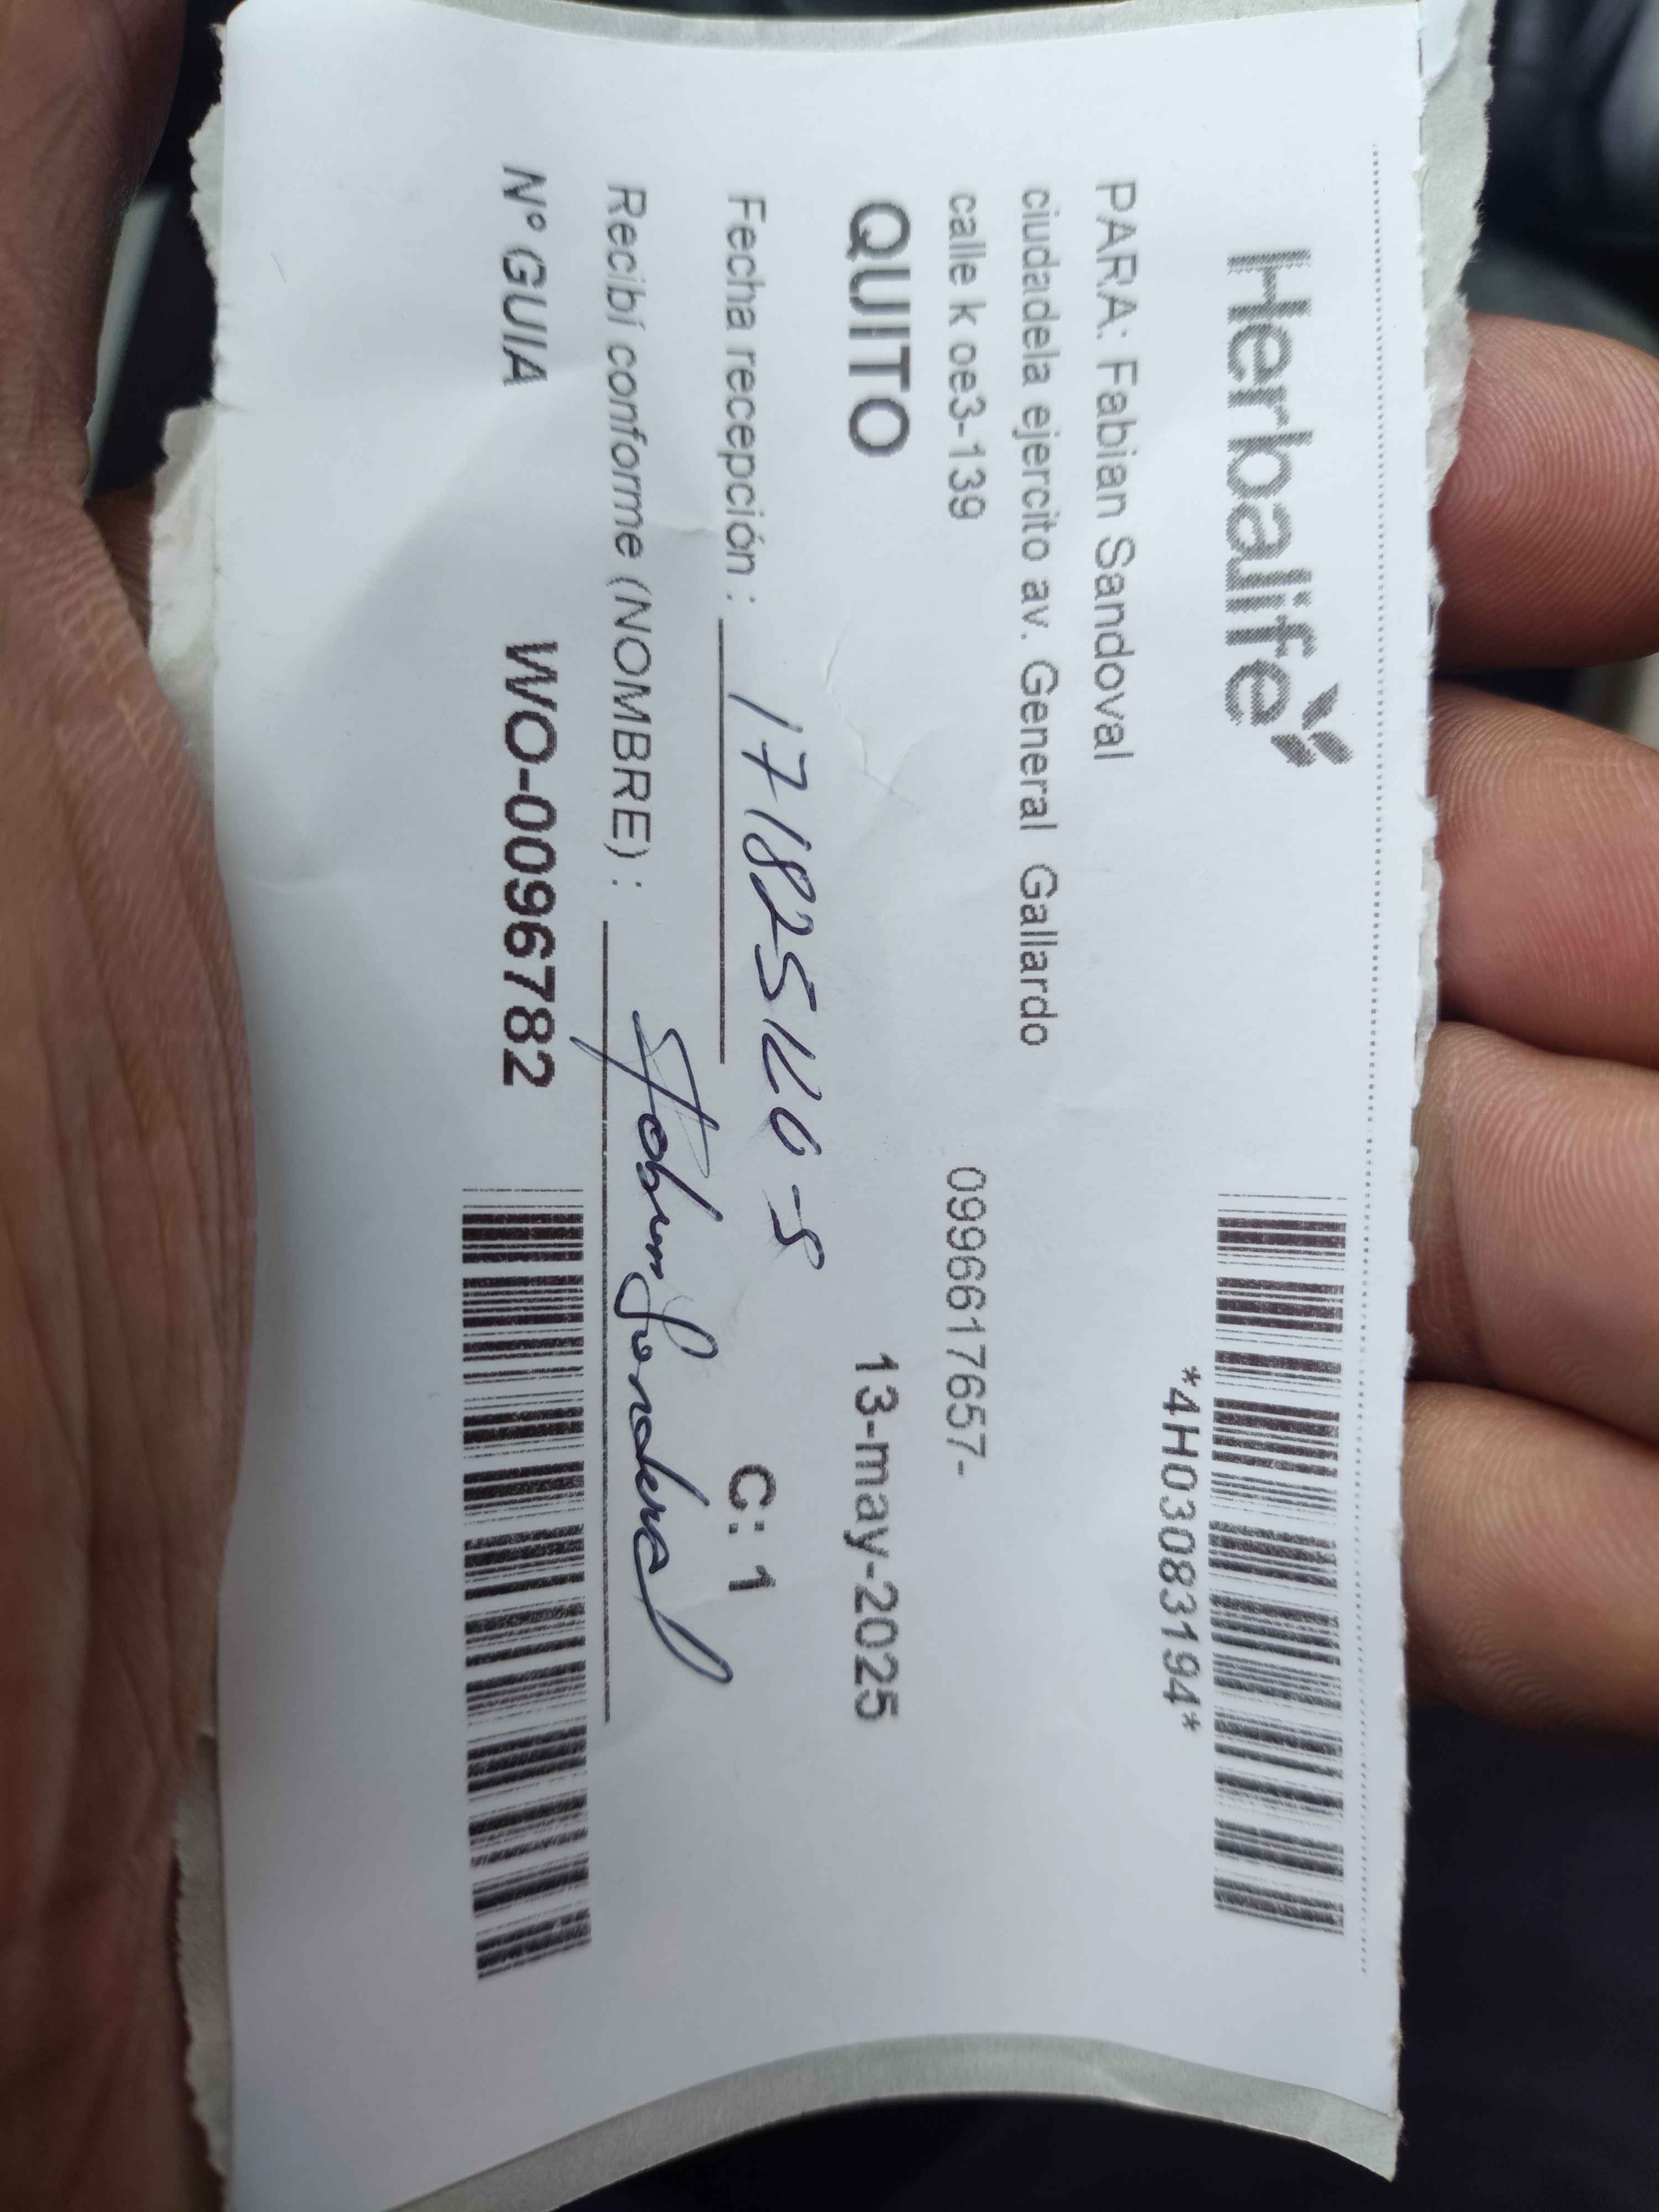 Herbalife
*4H03083194*
PARA: Fabian Sandoval
ciudadela ejercito av. General Gallardo
calle k oe3-139 0996617657-
QUITO 13-may-2025
Fecha recepción : C: 1
Recibí conforme (NOMBRE) :
Nº GUIA WO-0096782